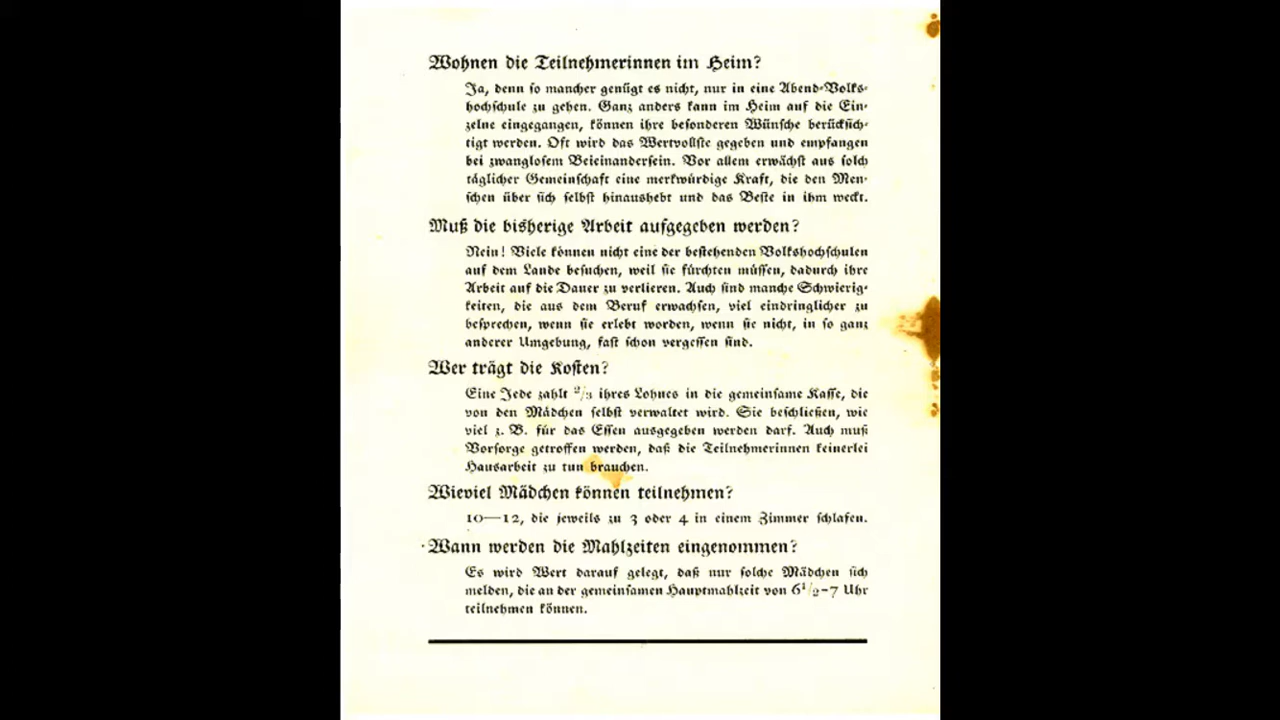 Wohnen die Teilnehmerinnen im Heim?
Ja, denn so mancher genügt es nicht, nur in eine Abend-Volks-
hochschule zu gehen. Ganz anders kann im Heim auf die Ein-
zelne eingegangen, können ihre besonderen Wünsche berücksich-
tigt werden. Oft wird das Wertvollste gegeben und empfangen
bei zwanglosem Beieinandersein. Vor allem erwächst aus solch
täglicher Gemeinschaft eine merkwürdige Kraft, die den Men-
schen über sich selbst hinaushebt und das Beste in ihm weckt.
Muß die bisherige Arbeit aufgegeben werden?
Nein! Viele können nicht eine der bestehenden Volkshochschulen
auf dem Lande besuchen, weil sie fürchten müssen, dadurch ihre
Arbeit auf die Dauer zu verlieren. Auch sind manche Schwierig-
keiten, die aus dem Beruf erwachsen, viel eindringlicher zu
besprechen, wenn sie erlebt worden, wenn sie nicht, in so ganz
anderer Umgebung, fast schon vergessen sind.
Wer trägt die Kosten?
Eine Jede zahlt 2/3 ihres Lohnes in die gemeinsame Kasse, die
von den Mädchen selbst verwaltet wird. Sie beschließen, wie
viel z. B. für das Essen ausgegeben werden darf. Auch muß
Vorsorge getroffen werden, daß die Teilnehmerinnen keinerlei
Hausarbeit zu tun brauchen.
Wieviel Mädchen können teilnehmen?
10—12, die jeweils zu 3 oder 4 in einem Zimmer schlafen.
Wann werden die Mahlzeiten eingenommen?
Es wird Wert darauf gelegt, daß nur solche Mädchen sich
melden, die an der gemeinsamen Hauptmahlzeit von 6 1/2-7 Uhr
teilnehmen können.